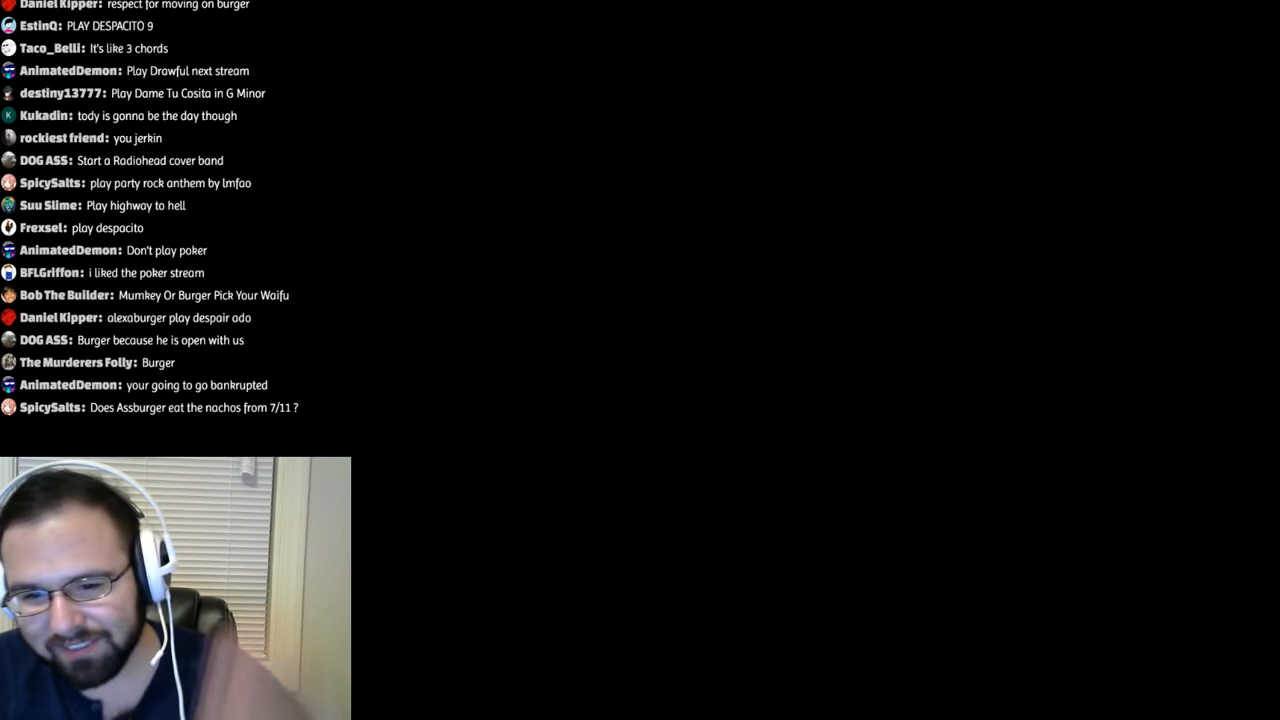 Daniel Kipper: respect for moving on burger
EstinQ: PLAY DESPACITO 9
Taco_Belli: It's like 3 chords
AnimatedDemon: Play Drawful next stream
destiny13777: Play Dame Tu Cosita in G Minor
K Kukadin: tody is gonna be the day though
rockiest friend: you jerkin
DOG ASS: Start a Radiohead cover band
SpicySalts: play party rock anthem by lmfao
Suu Slime: Play highway to hell
Frexsel: play despacito
AnimatedDemon: Don't play poker
BFLGriffon: i liked the poker stream
Bob The Builder: Mumkey Or Burger Pick Your Waifu
Daniel Kipper: alexaburger play despair ado
DOG ASS: Burger because he is open with us
The Murderers Folly: Burger
AnimatedDemon: your going to go bankrupted
SpicySalts: Does Assburger eat the nachos from 7/11 ?